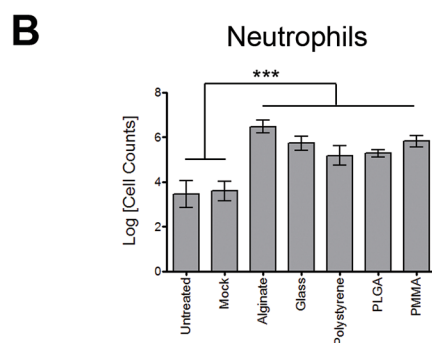 B
Neutrophils
***
Log [Cell Counts]
8
6
4
2
0
Untreated
Mock
Alginate
Glass
Polystyrene
PLGA
PMMA